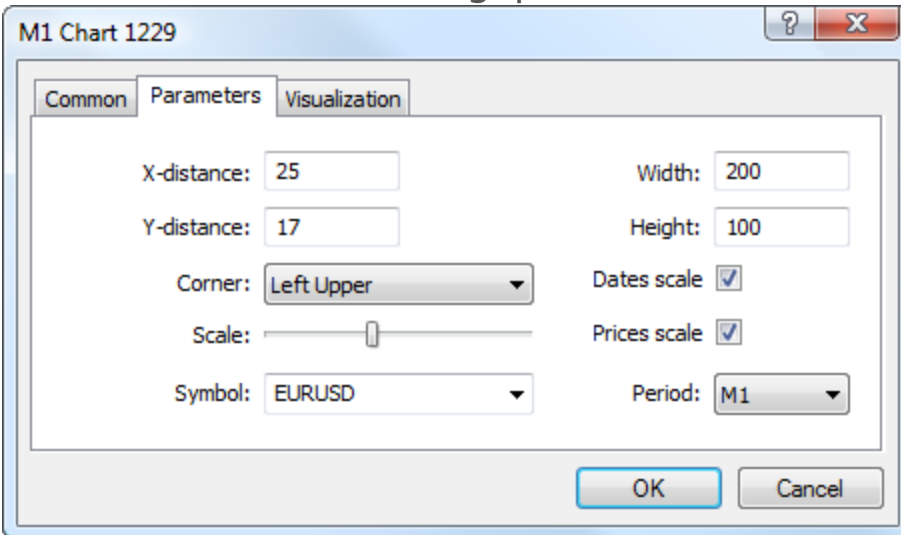 M1 Chart 1229
?
Common Parameters Visualization
X-distance: 25 Width: 200
Y-distance: 17 Height: 100
Corner: Left Upper Dates scale
Scale: Prices scale
Symbol: EURUSD Period: M1
OK Cancel